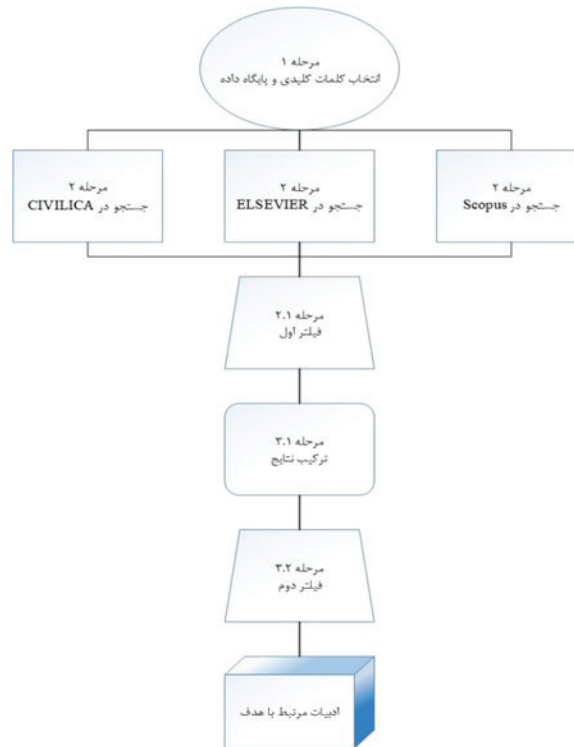 مرحله ۱
انتخاب کلمات کلیدی و پایگاه داده
مرحله ۲
جستجو در Scopus
مرحله ۲
جستجو در ELSEVIER
مرحله ۲
جستجو در CIVILICA
مرحله ۲.۱
فیلتر اول
مرحله ۳.۱
ترکیب نتایج
مرحله ۳.۲
فیلتر دوم
ادبیات مرتبط با هدف